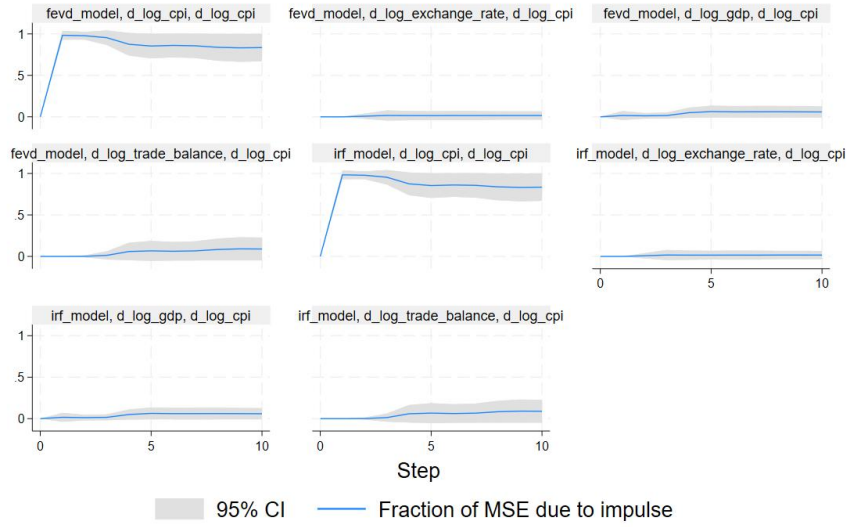 fevd_model, d_log_cpi, d_log_cpi
fevd_model, d_log_exchange_rate, d_log_cpi
fevd_model, d_log_gdp, d_log_cpi
1
.5
0
fevd_model, d_log_trade_balance, d_log_cpi
irf_model, d_log_cpi, d_log_cpi
irf_model, d_log_exchange_rate, d_log_cpi
1
.5
0
0 5 10
irf_model, d_log_gdp, d_log_cpi
irf_model, d_log_trade_balance, d_log_cpi
1
.5
0
0 5 10
0 5 10
Step
95% CI
Fraction of MSE due to impulse